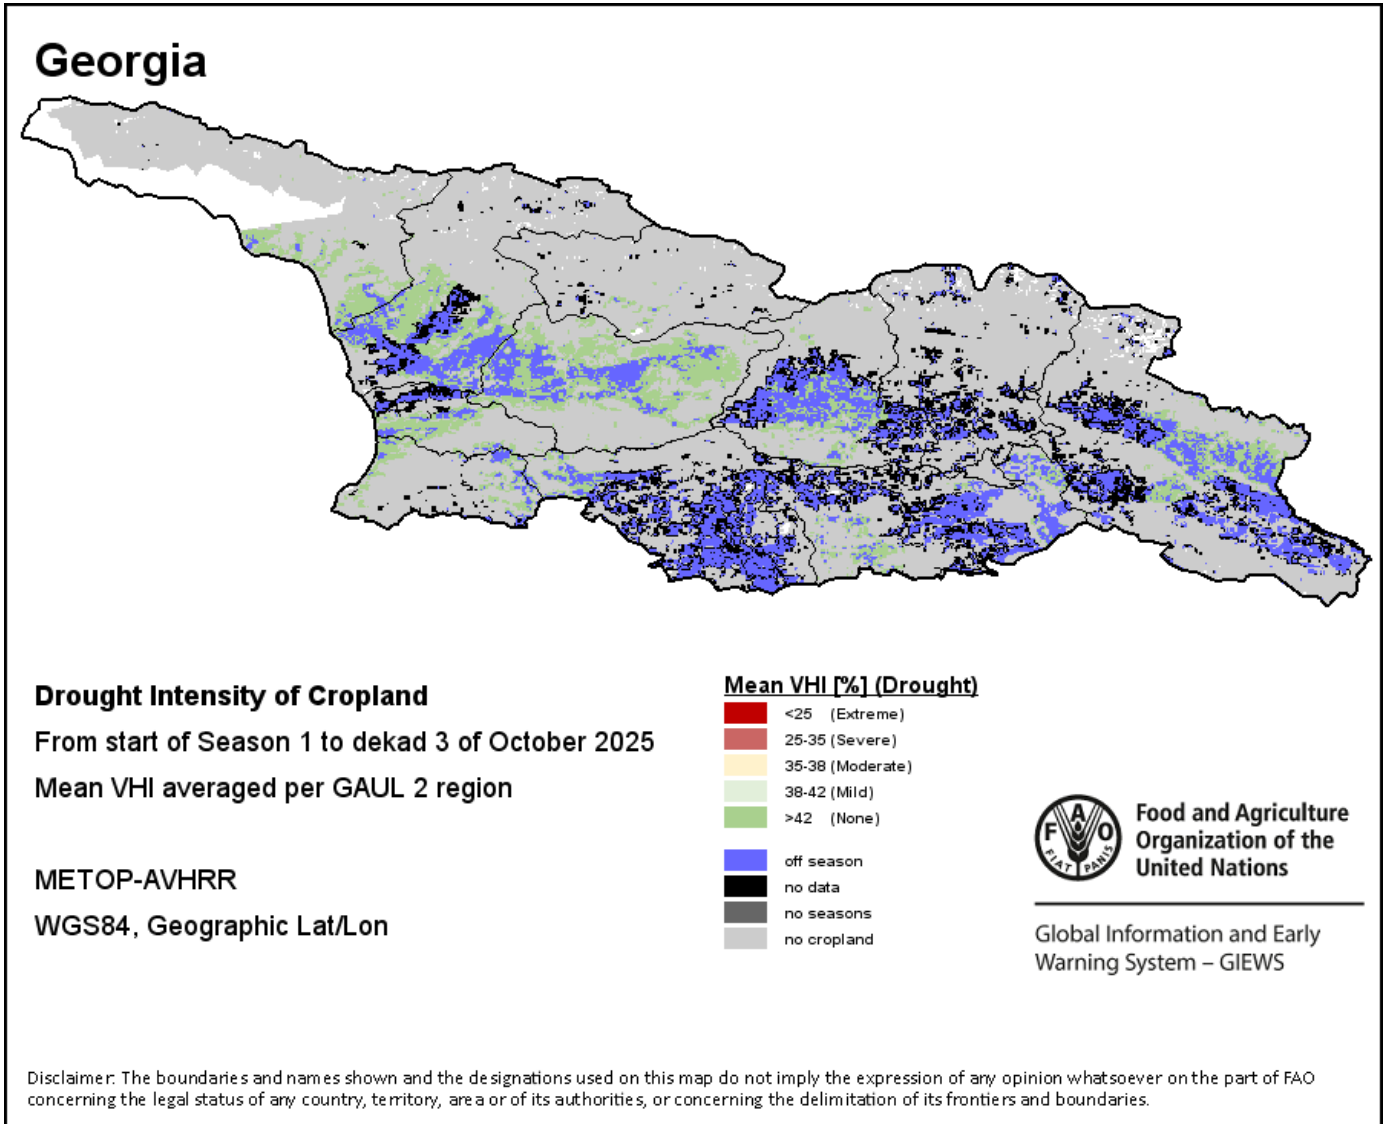 Georgia
Drought Intensity of Cropland
From start of Season 1 to dekad 3 of October 2025
Mean VHI averaged per GAUL 2 region
METOP-AVHRR
WGS84, Geographic Lat/Lon
Mean VHI [%] (Drought)
<25 (Extreme)
25-35 (Severe)
35-38 (Moderate)
38-42 (Mild)
>42 (None)
off season
no data
no seasons
no cropland
F A O
FIAT PANIS
Food and Agriculture
Organization of the
United Nations
Global Information and Early
Warning System – GIEWS
Disclaimer: The boundaries and names shown and the designations used on this map do not imply the expression of any opinion whatsoever on the part of FAO
concerning the legal status of any country, territory, area or of its authorities, or concerning the delimitation of its frontiers and boundaries.